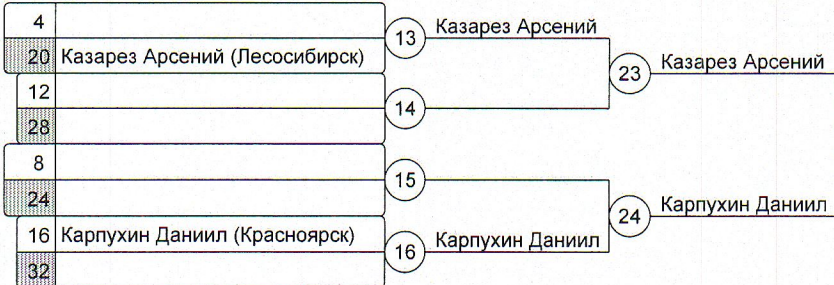 4
13 Казарез Арсений
20 Казарез Арсений (Лесосибирск)
23 Казарез Арсений
12
14
28
8
15
24
24 Карпухин Даниил
16 Карпухин Даниил (Красноярск)
16 Карпухин Даниил
32